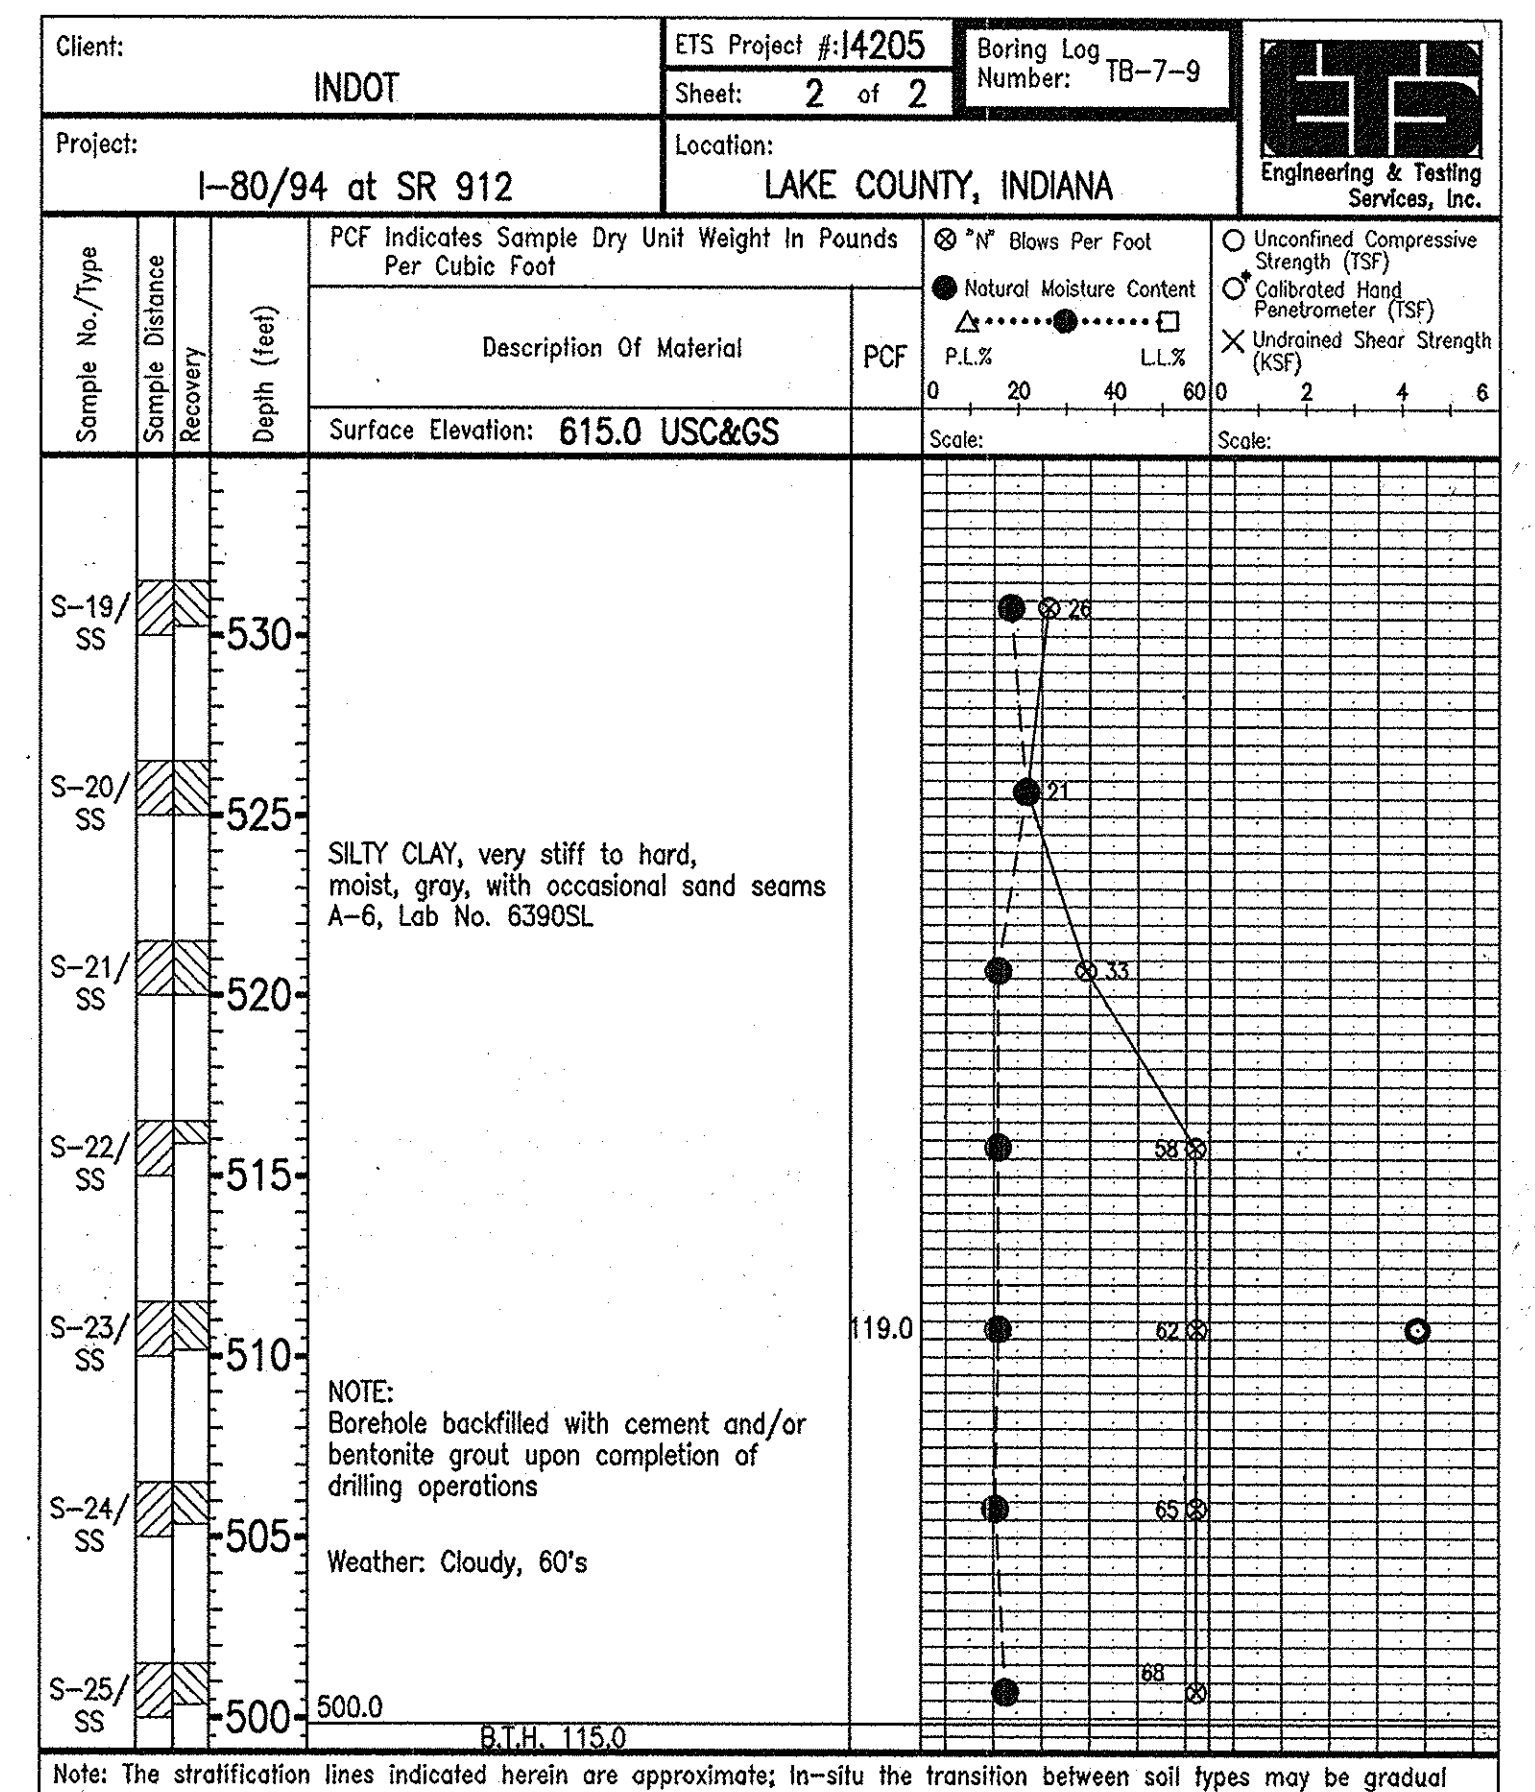 Client:
INDOT
ETS Project #:14205
Sheet: 2 of 2
Boring Log
Number: TB-7-9
ETS
Engineering & Testing
Services, Inc.
Project:
I-80/94 at SR 912
Location:
LAKE COUNTY, INDIANA
Sample No./Type
Sample Distance
Recovery
Depth (feet)
PCF Indicates Sample Dry Unit Weight In Pounds
Per Cubic Foot
Description Of Material
PCF
Surface Elevation: 615.0 USC&GS
⊗ "N" Blows Per Foot
● Natural Moisture Content
P.L.% L.L.%
0 20 40 60
Scale:
○ Unconfined Compressive
Strength (TSF)
○* Calibrated Hand
Penetrometer (TSF)
× Undrained Shear Strength
(KSF)
0 2 4 6
Scale:
S-19/
SS
530
26
S-20/
SS
525
21
SILTY CLAY, very stiff to hard,
moist, gray, with occasional sand seams
A-6, Lab No. 6390SL
S-21/
SS
520
33
S-22/
SS
515
58
S-23/
SS
510
119.0
62
NOTE:
Borehole backfilled with cement and/or
bentonite grout upon completion of
drilling operations
S-24/
SS
505
65
Weather: Cloudy, 60's
S-25/
SS
500
68
500.0
B.T.H. 115.0
Note: The stratification lines indicated herein are approximate; In-situ the transition between soil types may be gradual